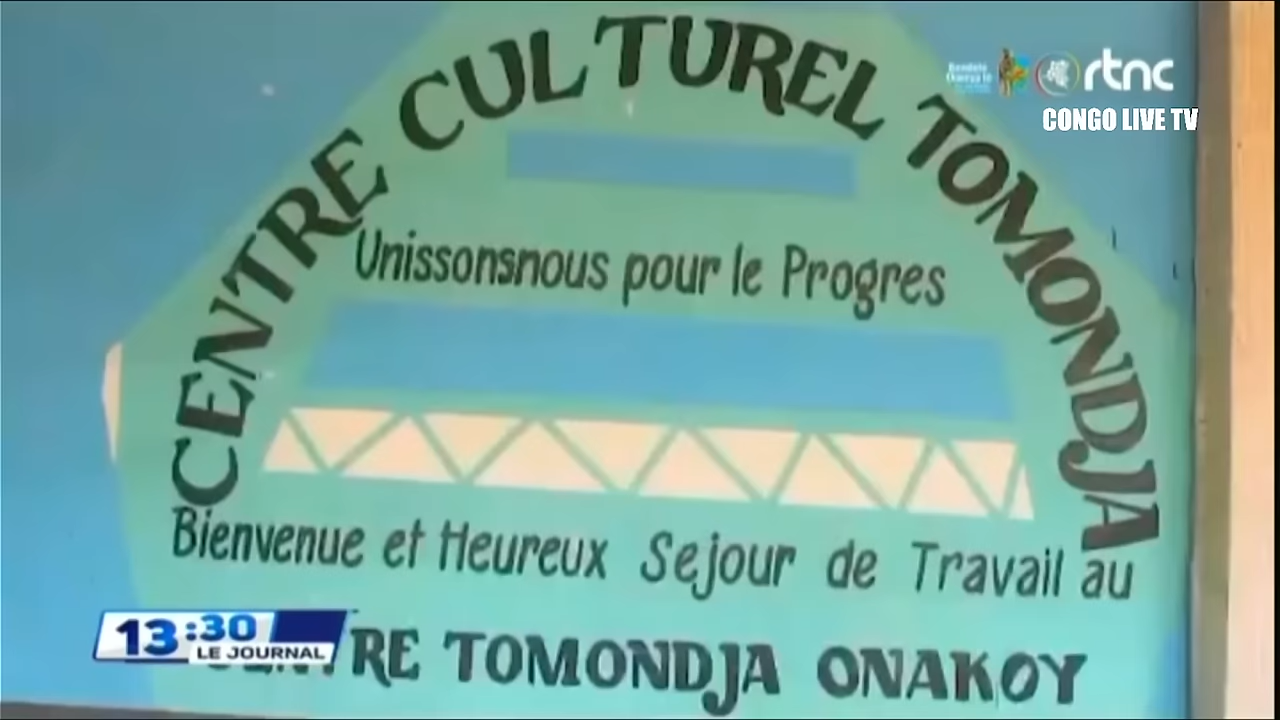 CENTRE CULTUREL TOMONDJA
rtnc
CONGO LIVE TV
Unissonsnous pour le Progres
Bienvenue et Heureux Sejour de Travail au
CENTRE TOMONDJA ONAKOY
13:30
LE JOURNAL